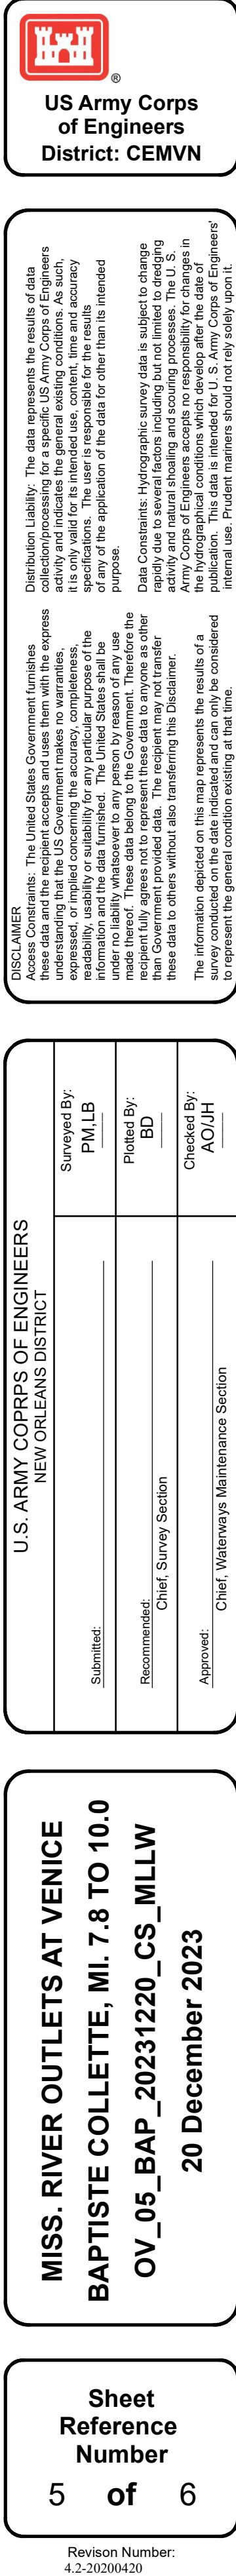 ®
US Army Corps
of Engineers
District: CEMVN
DISCLAIMER
Access Constraints: The United States Government furnishes
these data and the recipient accepts and uses them with the express
understanding that the US Government makes no warranties,
expressed, or implied concerning the accuracy, completeness,
readability, usability or suitability for any particular purpose of the
information and the data furnished. The United States shall be
under no liability whatsoever to any person by reason of any use
made thereof. These data belong to the Government. Therefore the
recipient fully agrees not to represent these data to anyone as other
than Government provided data. The recipient may not transfer
these data to others without also transferring this Disclaimer.
The information depicted on this map represents the results of a
survey conducted on the date indicated and can only be considered
to represent the general condition existing at that time.
Distribution Liability: The data represents the results of data
collection/processing for a specific US Army Corps of Engineers
activity and indicates the general existing conditions. As such,
it is only valid for its intended use, content, time and accuracy
specifications. The user is responsible for the results
of any of the application of the data for other than its intended
purpose.
Data Constraints: Hydrographic survey data is subject to change
rapidly due to several factors including but not limited to dredging
activity and natural shoaling and scouring processes. The U. S.
Army Corps of Engineers accepts no responsibility for changes in
the hydrographical conditions which develop after the date of
publication. This data is intended for U. S. Army Corps of Engineers'
internal use. Prudent mariners should not rely solely upon it.
U.S. ARMY COPRPS OF ENGINEERS
NEW ORLEANS DISTRICT
Submitted:
Surveyed By:
PM,LB
Recommended:
Chief, Survey Section
Plotted By:
BD
Approved:
Chief, Waterways Maintenance Section
Checked By:
AO/JH
MISS. RIVER OUTLETS AT VENICE
BAPTISTE COLLETTE, MI. 7.8 TO 10.0
OV_05_BAP_20231220_CS_MLLW
20 December 2023
Sheet
Reference
Number
5 of 6
Revison Number:
4.2-20200420